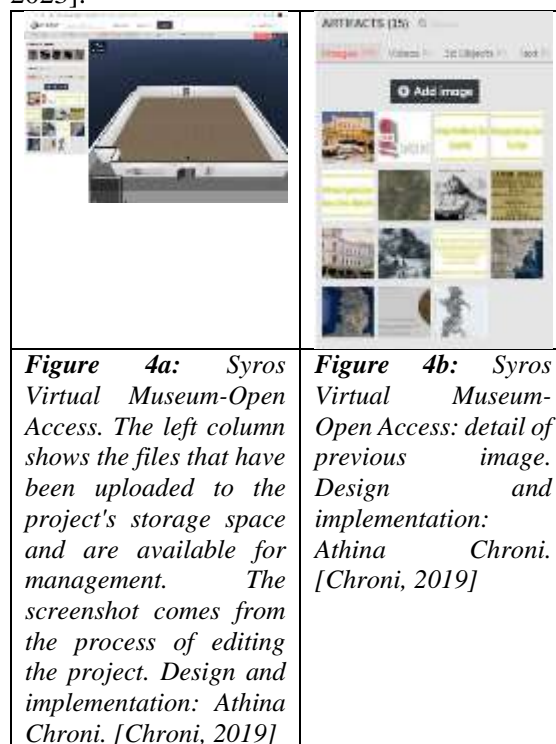 2023].
ARTIFACTS (15)
Images
Videos
3d Objects
Text
Add image
Figure 4a: Syros
Virtual Museum-Open
Access. The left column
shows the files that have
been uploaded to the
project's storage space
and are available for
management. The
screenshot comes from
the process of editing
the project. Design and
implementation: Athina
Chroni. [Chroni, 2019]
Figure 4b: Syros
Virtual Museum-
Open Access: detail of
previous image.
Design and
implementation:
Athina Chroni.
[Chroni, 2019]